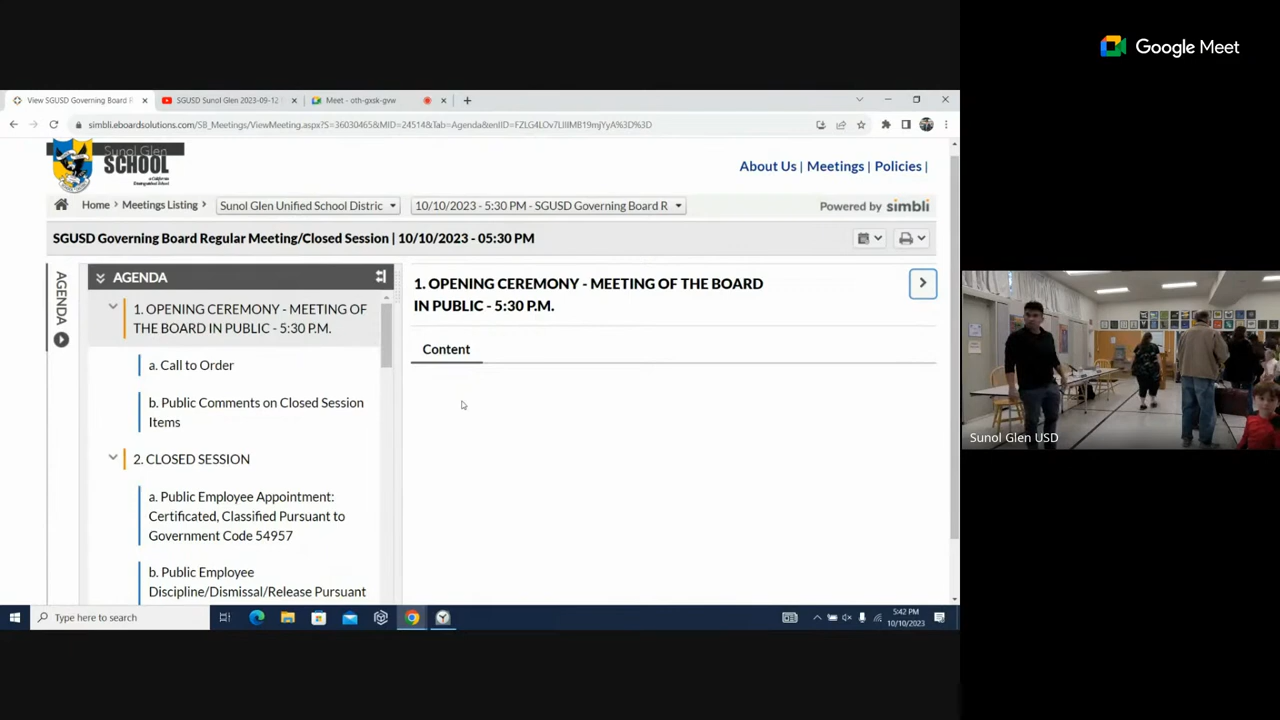 Google Meet
View SGUSD Governing Board R
SGUSD Sunol Glen 2023-09-12
Meet - oth-gxsk-gvw
simbli.eboardsolutions.com/SB_Meetings/ViewMeeting.aspx?S=36030465&MID=24514&Tab=Agenda&enIID=FZLG4LOv7LIIIMB19mjYyA%3D%3D
Sunol Glen
SCHOOL
About Us | Meetings | Policies |
Home
Meetings Listing
Sunol Glen Unified School Distric
10/10/2023 - 5:30 PM - SGUSD Governing Board R
Powered by simbli
SGUSD Governing Board Regular Meeting/Closed Session | 10/10/2023 - 05:30 PM
AGENDA
AGENDA
1. OPENING CEREMONY - MEETING OF
THE BOARD IN PUBLIC - 5:30 P.M.
a. Call to Order
b. Public Comments on Closed Session
Items
2. CLOSED SESSION
a. Public Employee Appointment:
Certificated, Classified Pursuant to
Government Code 54957
b. Public Employee
Discipline/Dismissal/Release Pursuant
1. OPENING CEREMONY - MEETING OF THE BOARD
IN PUBLIC - 5:30 P.M.
Content
Sunol Glen USD
Type here to search
5:42 PM
10/10/2023